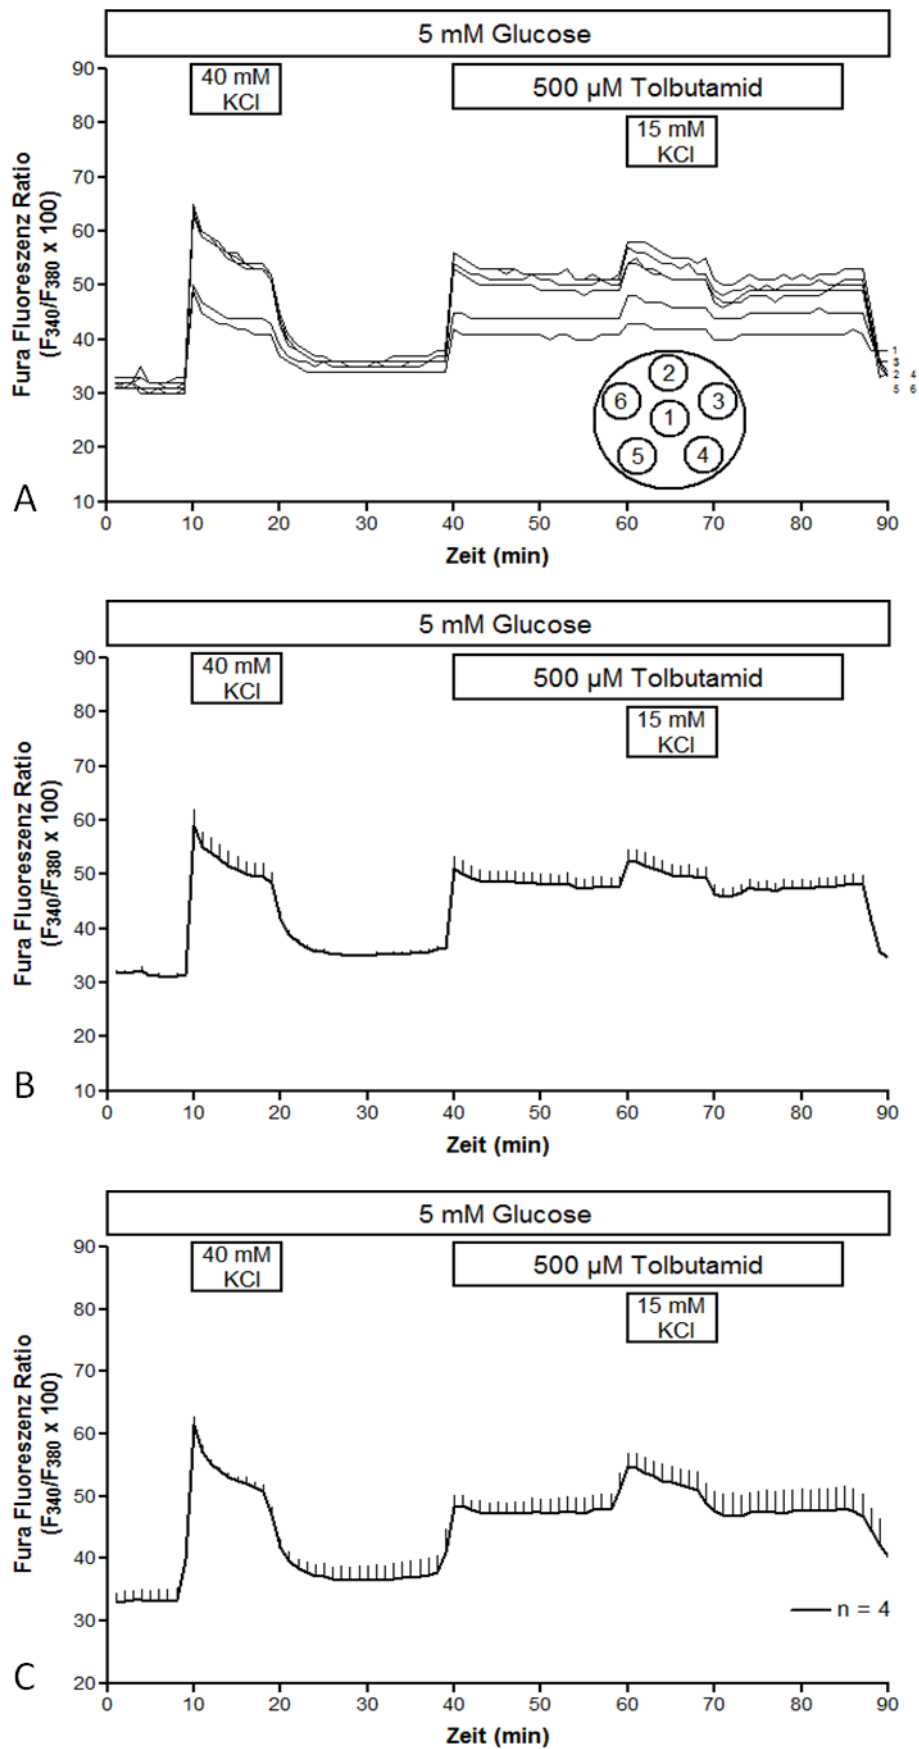 5 mM Glucose
40 mM
KCl
500 µM Tolbutamid
15 mM
KCl
Fura Fluoreszenz Ratio
(F340/F380 x 100)
90
80
70
60
50
40
30
20
10
1
3
2 4
5 6
2
6
3
1
5
4
A
0 10 20 30 40 50 60 70 80 90
Zeit (min)
5 mM Glucose
40 mM
KCl
500 µM Tolbutamid
15 mM
KCl
Fura Fluoreszenz Ratio
(F340/F380 x 100)
90
80
70
60
50
40
30
20
10
B
0 10 20 30 40 50 60 70 80 90
Zeit (min)
5 mM Glucose
40 mM
KCl
500 µM Tolbutamid
15 mM
KCl
Fura Fluoreszenz Ratio
(F340/F380 x 100)
90
80
70
60
50
40
30
20
n = 4
C
0 10 20 30 40 50 60 70 80 90
Zeit (min)